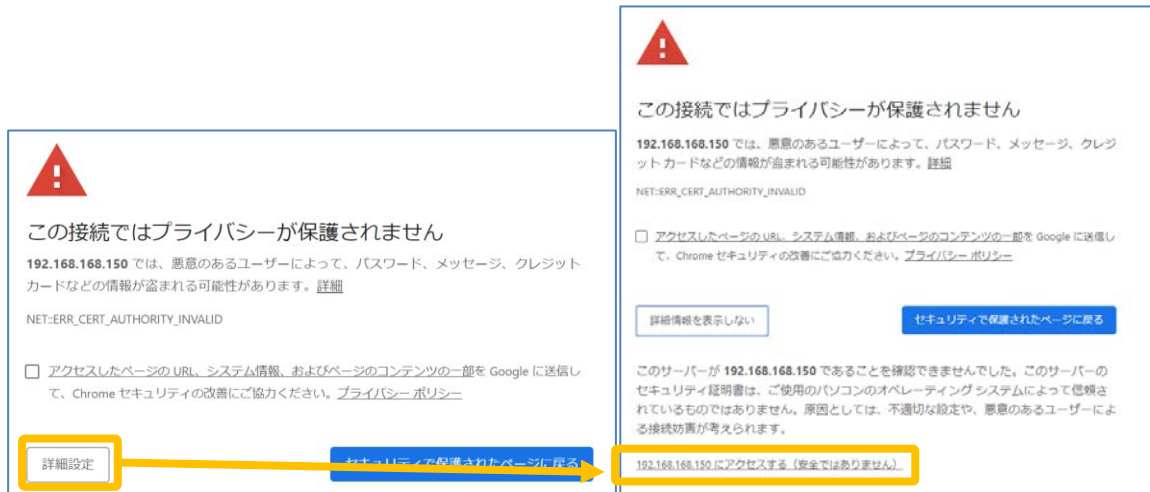 この接続ではプライバシーが保護されません
192.168.168.150 では、悪意のあるユーザーによって、パスワード、メッセージ、クレジット
カードなどの情報が盗まれる可能性があります。詳細
NET::ERR_CERT_AUTHORITY_INVALID
アクセスしたページの URL、システム情報、およびページのコンテンツの一部を Google に送信し
て、Chrome セキュリティの改善にご協力ください。プライバシー ポリシー
詳細設定
セキュリティで保護されたページに戻る
この接続ではプライバシーが保護されません
192.168.168.150 では、悪意のあるユーザーによって、パスワード、メッセージ、クレジ
ット カードなどの情報が盗まれる可能性があります。詳細
NET::ERR_CERT_AUTHORITY_INVALID
アクセスしたページの URL、システム情報、およびページのコンテンツの一部を Google に送信し
て、Chrome セキュリティの改善にご協力ください。プライバシー ポリシー
詳細情報を表示しない
セキュリティで保護されたページに戻る
このサーバーが 192.168.168.150 であることを確認できませんでした。このサーバーの
セキュリティ証明書は、ご使用のパソコンのオペレーティング システムによって信頼さ
れているものではありません。原因としては、不適切な設定や、悪意のあるユーザーによ
る接続妨害が考えられます。
192.168.168.150 にアクセスする（安全ではありません）